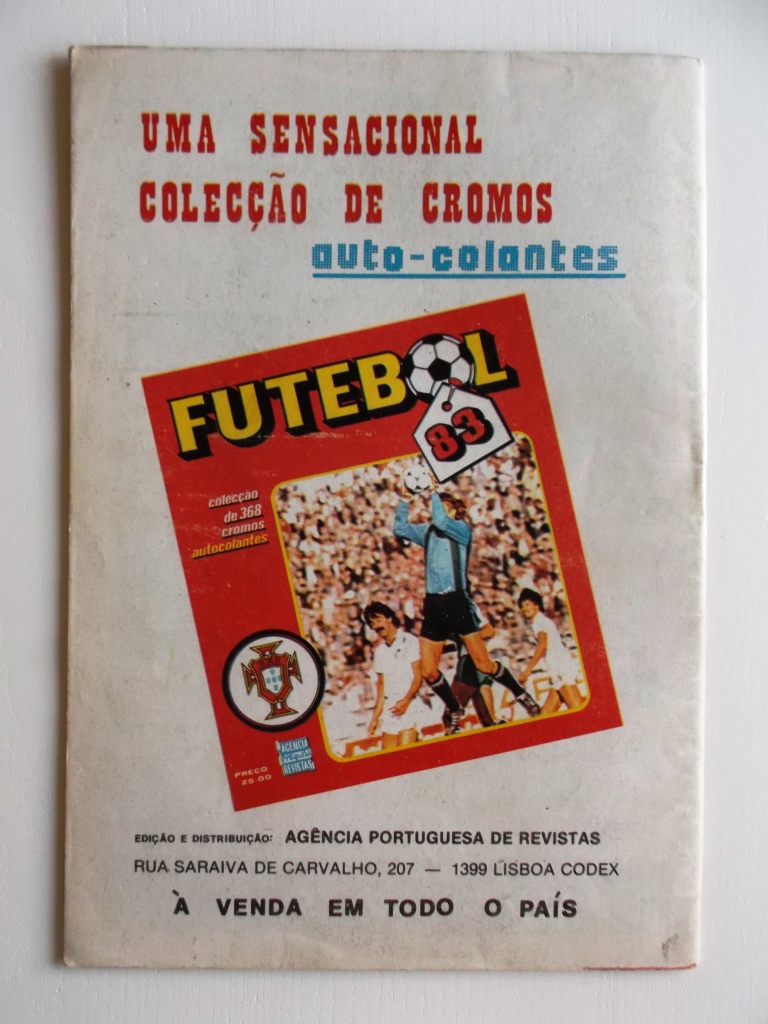 UMA SENSACIONAL
COLECÇÃO DE CROMOS
auto-colantes
FUTEBOL
83
colecção
de 368
cromos
autocolantes
AGÊNCIA
REVISTAS
PREÇO
25.00
EDIÇÃO E DISTRIBUIÇÃO: AGÊNCIA PORTUGUESA DE REVISTAS
RUA SARAIVA DE CARVALHO, 207 — 1399 LISBOA CODEX
À VENDA EM TODO O PAÍS